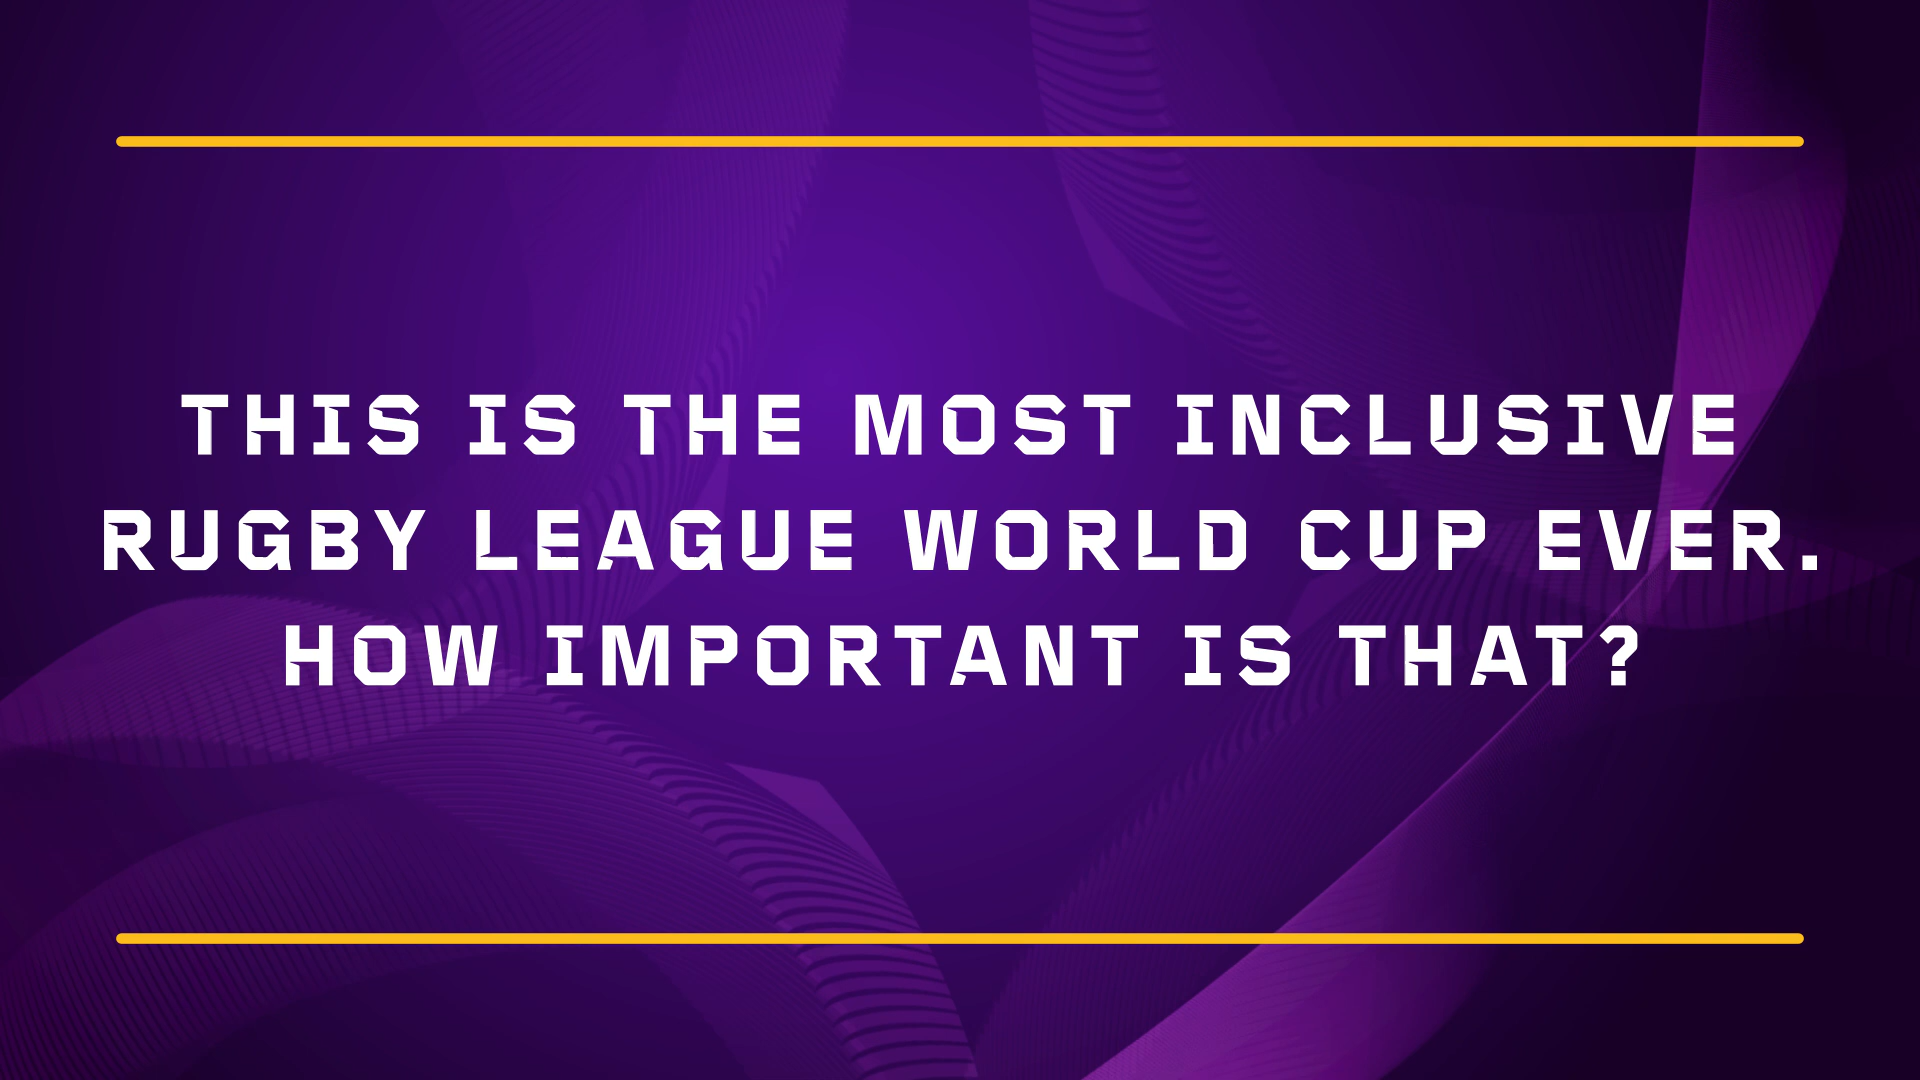 THIS IS THE MOST INCLUSIVE
RUGBY LEAGUE WORLD CUP EVER.
HOW IMPORTANT IS THAT?